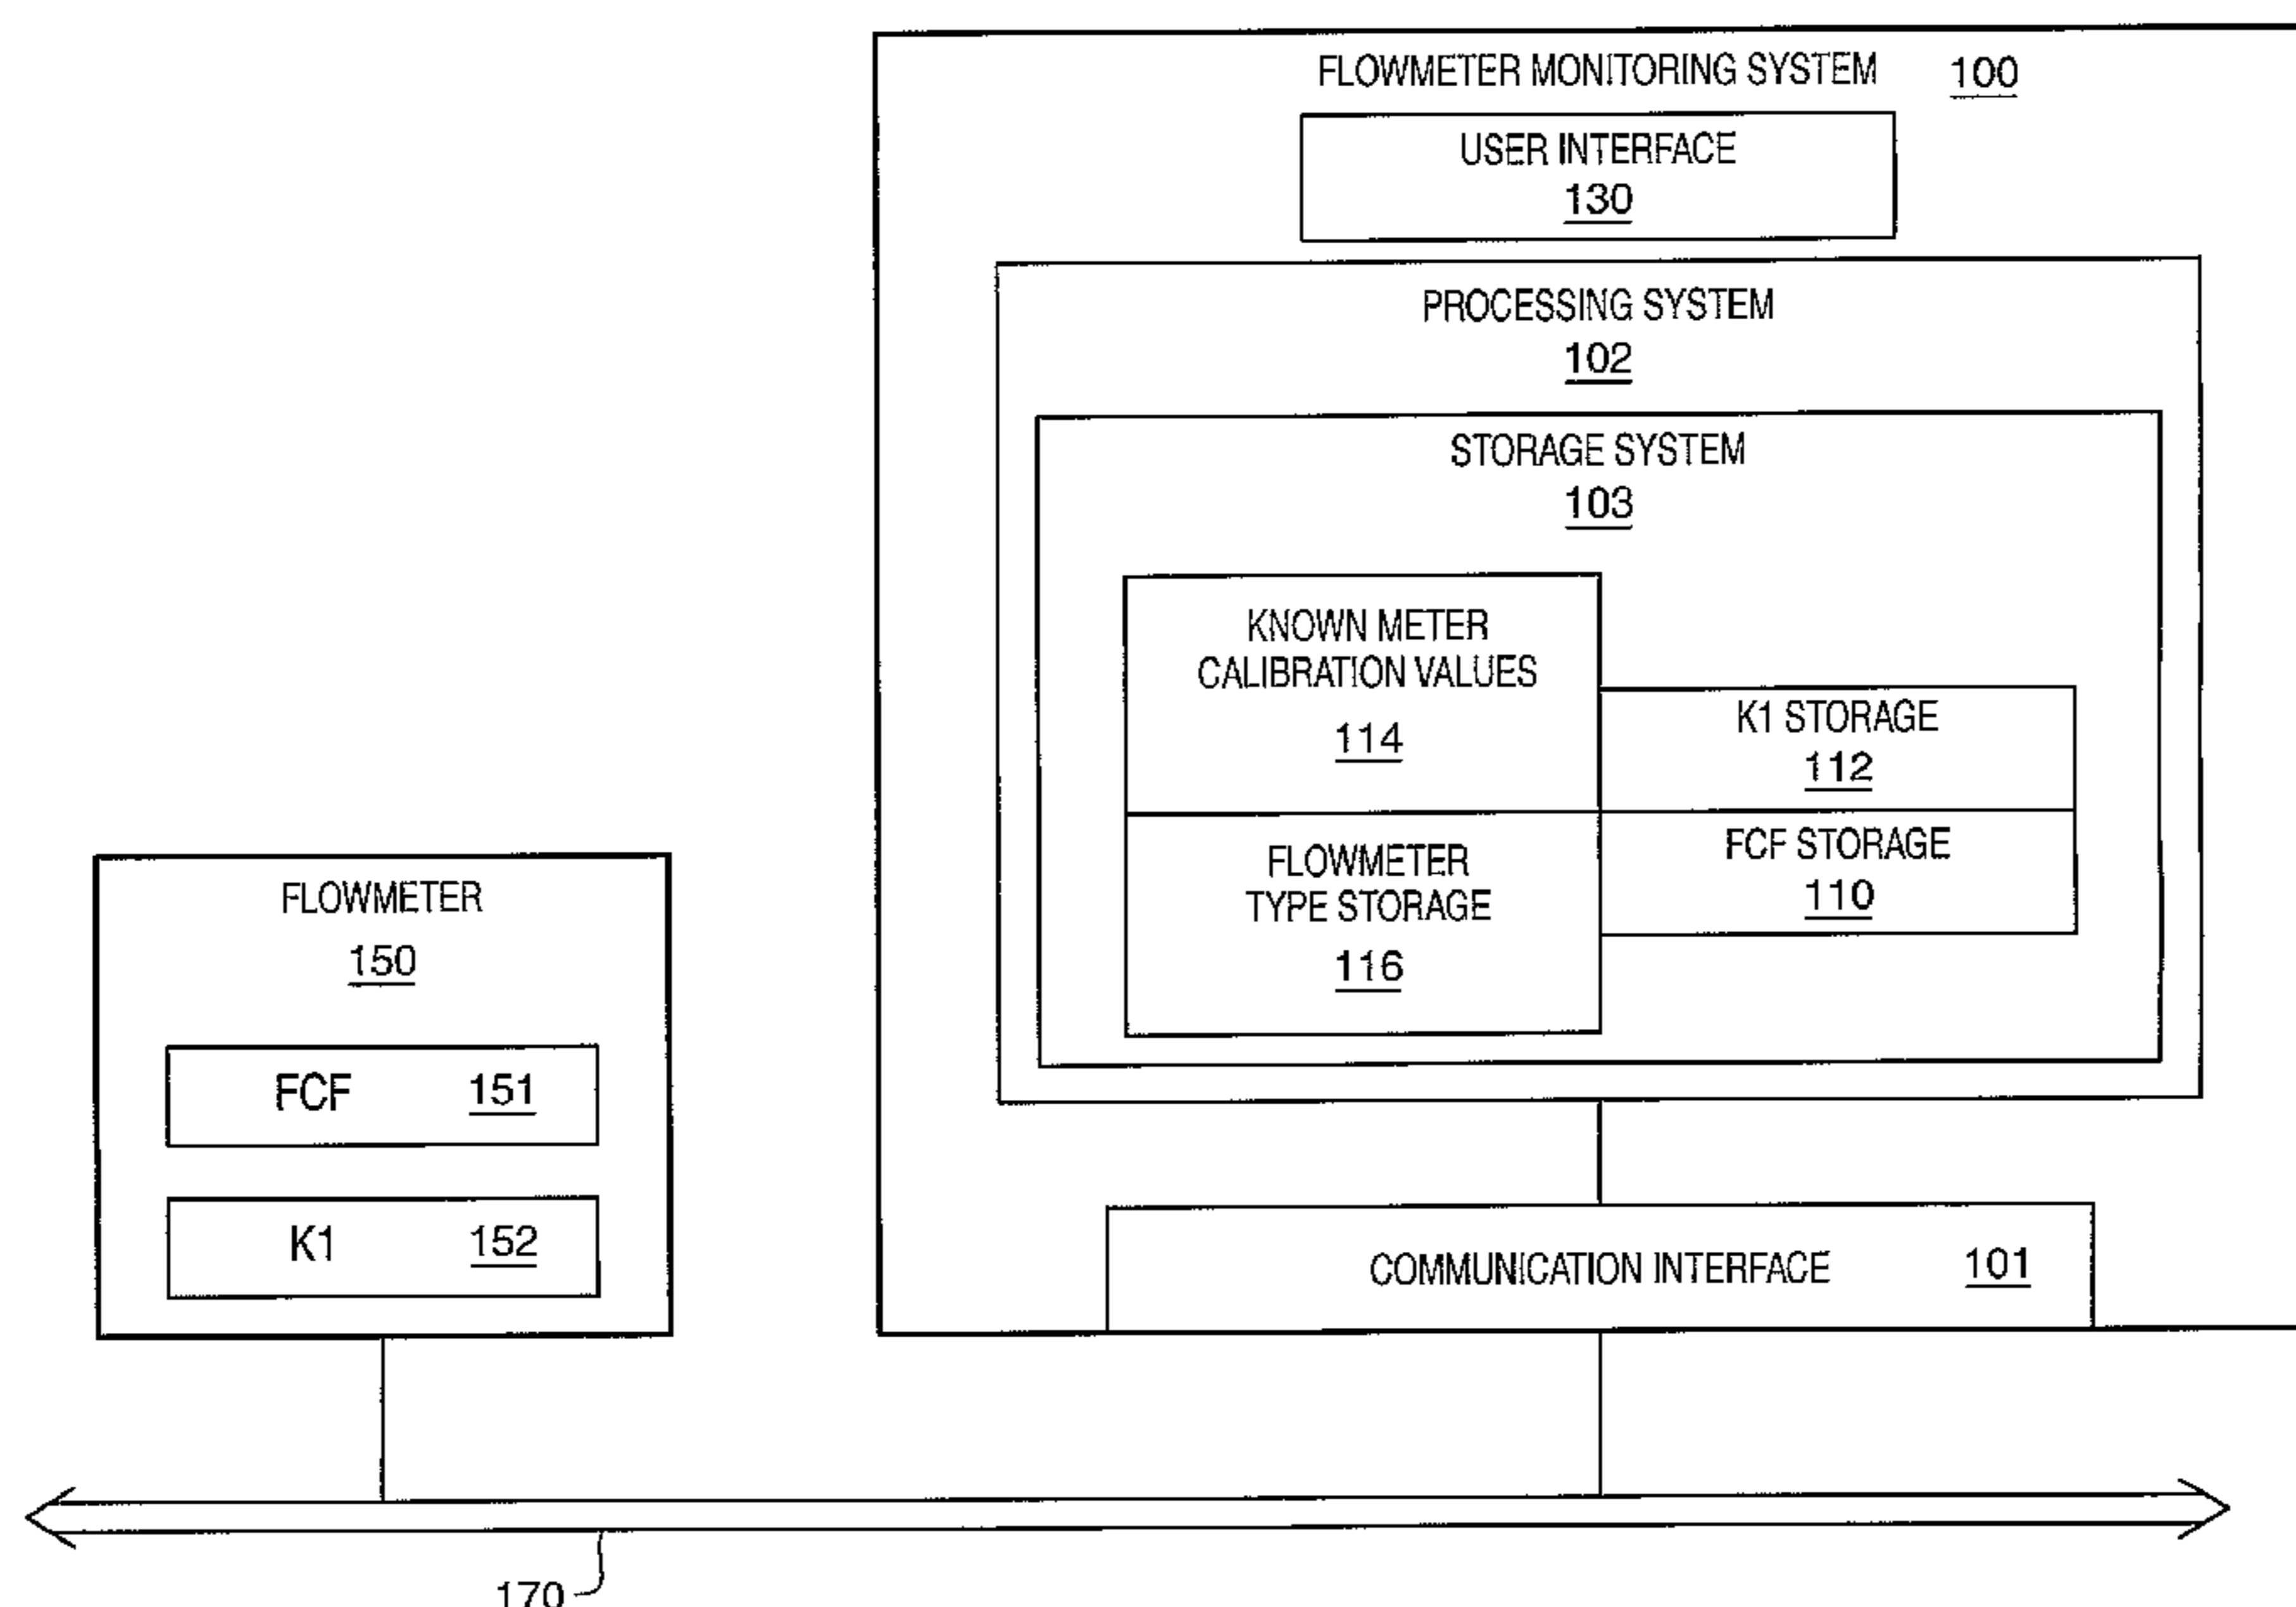 FLOWMETER MONITORING SYSTEM 100
USER INTERFACE
130
PROCESSING SYSTEM
102
STORAGE SYSTEM
103
KNOWN METER
CALIBRATION VALUES
114
K1 STORAGE
112
FLOWMETER
TYPE STORAGE
116
FCF STORAGE
110
FLOWMETER
150
FCF 151
K1 152
COMMUNICATION INTERFACE 101
170